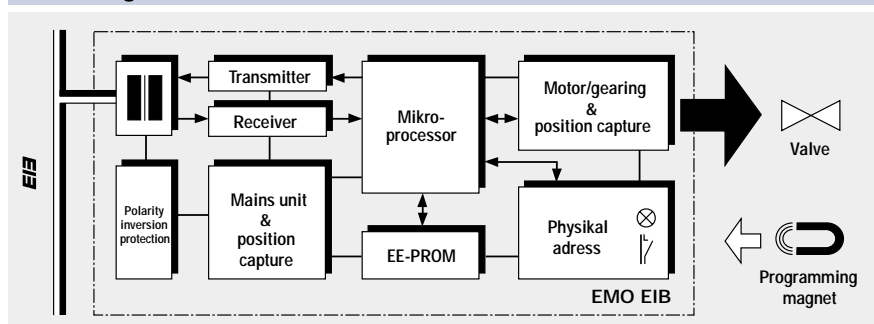 EIB
Transmitter
Receiver
Mikro-
processor
Motor/gearing
&
position capture
Valve
Polarity
inversion
protection
Mains unit
&
position
capture
EE-PROM
Physikal
adress
Programming
magnet
EMO EIB